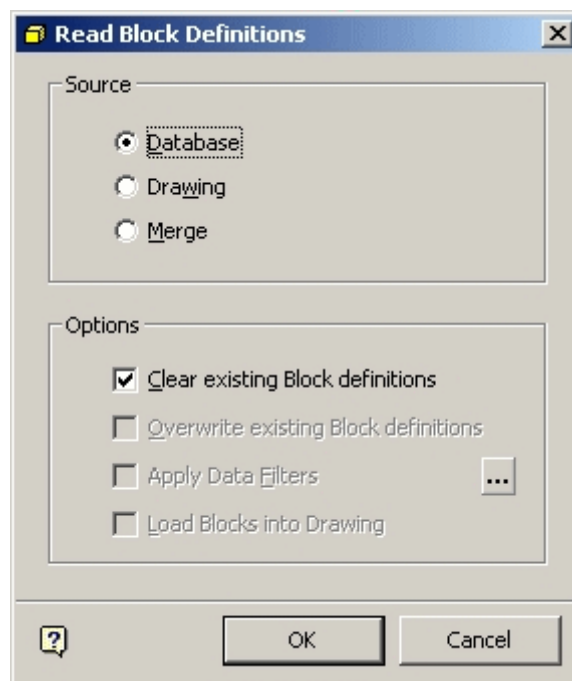 Read Block Definitions
Source
Database
Drawing
Merge
Options
Clear existing Block definitions
Overwrite existing Block definitions
Apply Data Filters ...
Load Blocks into Drawing
? OK Cancel